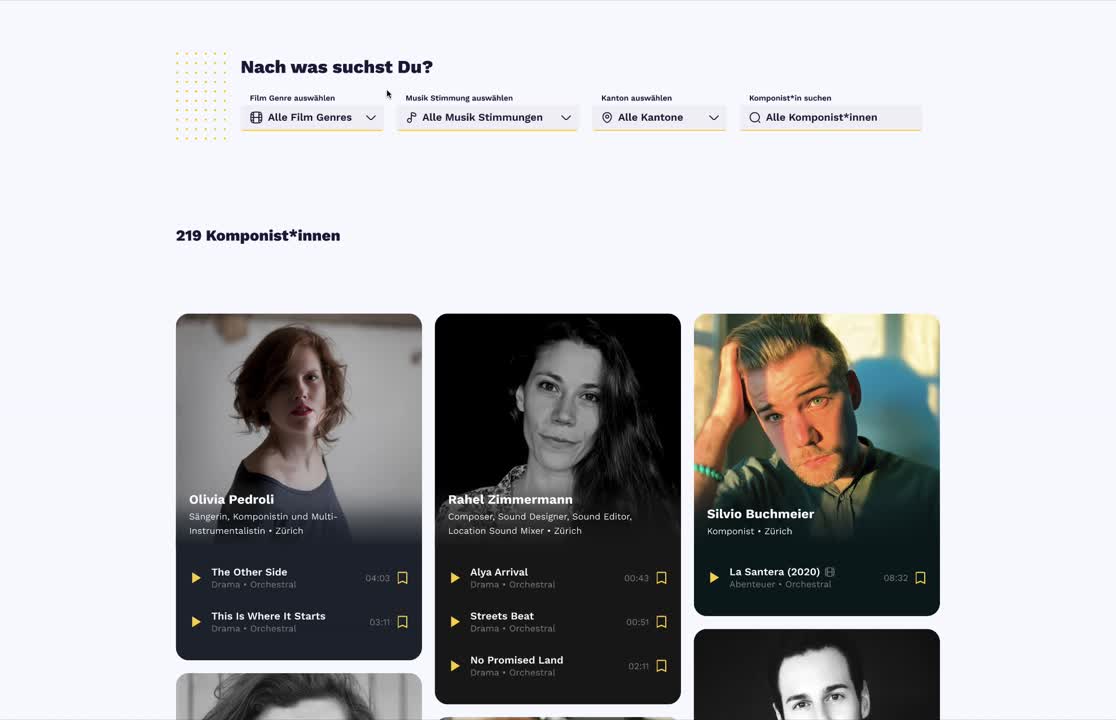 Nach was suchst Du?
Film Genre auswählen
Alle Film Genres
Musik Stimmung auswählen
Alle Musik Stimmungen
Kanton auswählen
Alle Kantone
Komponist*in suchen
Alle Komponist*innen
219 Komponist*innen
Olivia Pedroli
Sängerin, Komponistin und Multi-
Instrumentalistin • Zürich
The Other Side
Drama • Orchestral
04:03
This Is Where It Starts
Drama • Orchestral
03:11
Rahel Zimmermann
Composer, Sound Designer, Sound Editor,
Location Sound Mixer • Zürich
Alya Arrival
Drama • Orchestral
00:43
Streets Beat
Drama • Orchestral
00:51
No Promised Land
Drama • Orchestral
02:11
Silvio Buchmeier
Komponist • Zürich
La Santera (2020)
Abenteuer • Orchestral
08:32